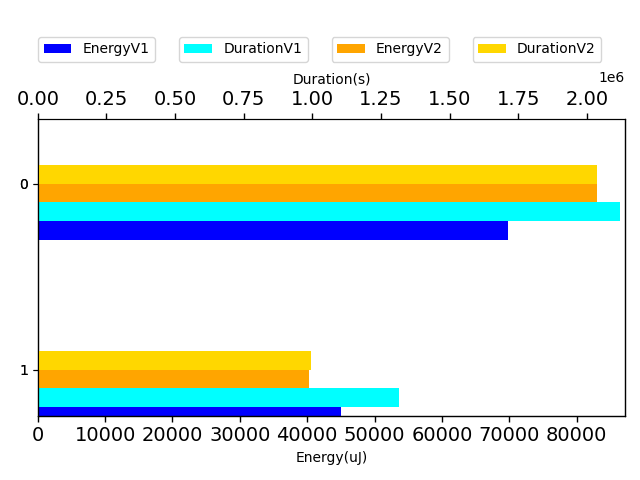 EnergyV1 DurationV1 EnergyV2 DurationV2
Duration(s)
1e6
0.00 0.25 0.50 0.75 1.00 1.25 1.50 1.75 2.00
0
1
0 10000 20000 30000 40000 50000 60000 70000 80000
Energy(uJ)